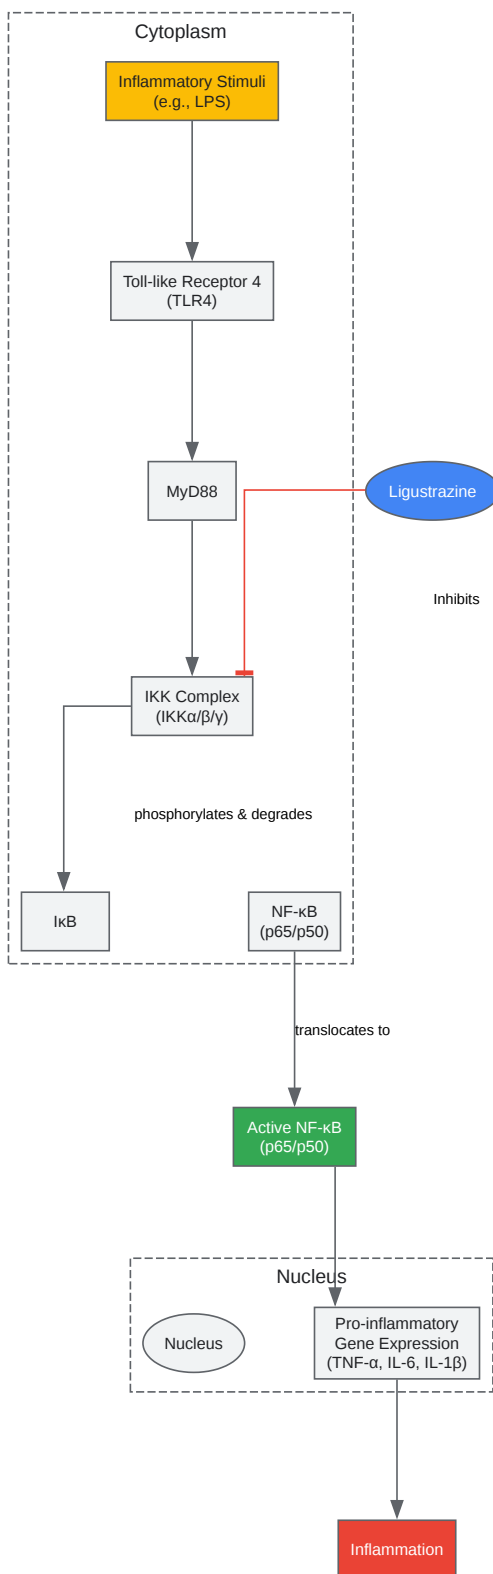 Cytoplasm
Inflammatory Stimuli
(e.g., LPS)
Toll-like Receptor 4
(TLR4)
MyD88
Ligustrazine
Inhibits
IKK Complex
(IKKα/β/γ)
phosphorylates & degrades
IκB
NF-κB
(p65/p50)
translocates to
Active NF-κB
(p65/p50)
Nucleus
Nucleus
Pro-inflammatory
Gene Expression
(TNF-α, IL-6, IL-1β)
Inflammation